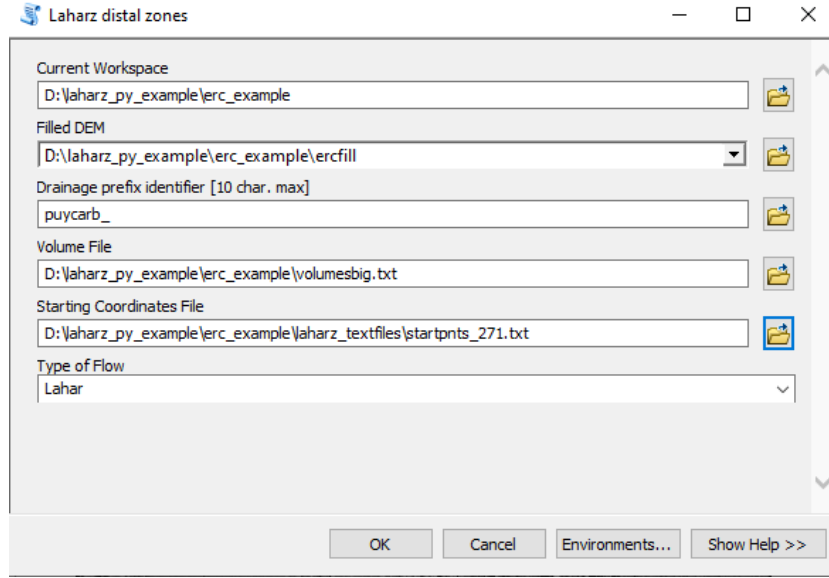 Laharz distal zones
Current Workspace
D:\laharz_py_example\erc_example
Filled DEM
D:\laharz_py_example\erc_example\ercfill
Drainage prefix identifier [10 char. max]
puycarb_
Volume File
D:\laharz_py_example\erc_example\volumesbig.txt
Starting Coordinates File
D:\laharz_py_example\erc_example\laharz_textfiles\startpnts_271.txt
Type of Flow
Lahar
OK Cancel Environments... Show Help >>